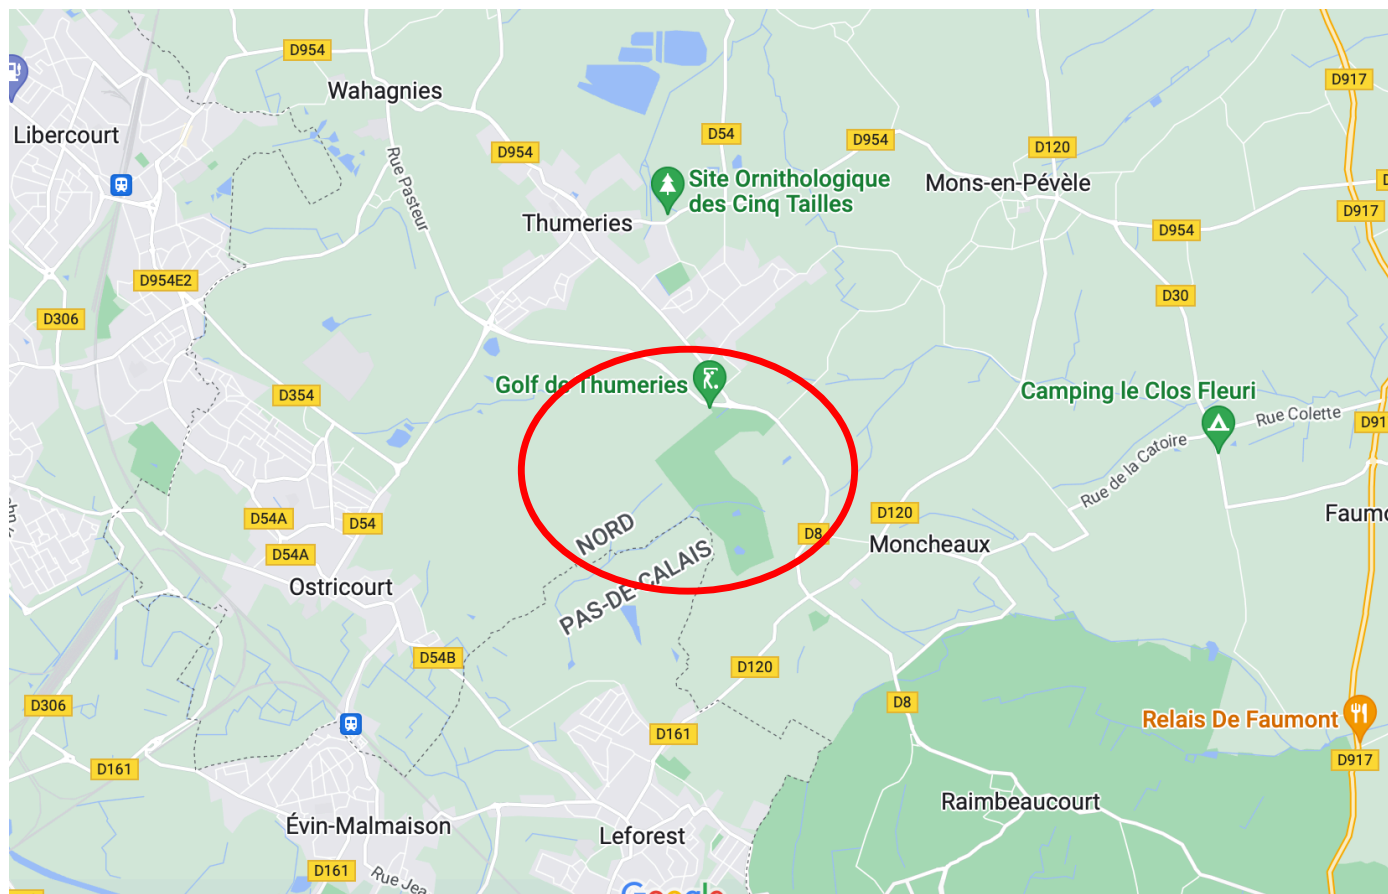 D954
D917
Wahagnies
Libercourt
D54
D954
D120
D954
Rue Pasteur
Site Ornithologique
des Cinq Tailles
Mons-en-Pévèle
D917
Thumeries
D954
D954E2
D30
D306
Golf de Thumeries
Camping le Clos Fleuri
D354
Rue Colette
Rue de la Catoire
D54A
D54
NORD
D8
D120
Moncheaux
D54A
PAS-DE-CALAIS
Ostricourt
D54B
D120
D306
D8
Relais De Faumont
D161
D917
D161
Raimbeaucourt
Évin-Malmaison
Leforest
D161
Google